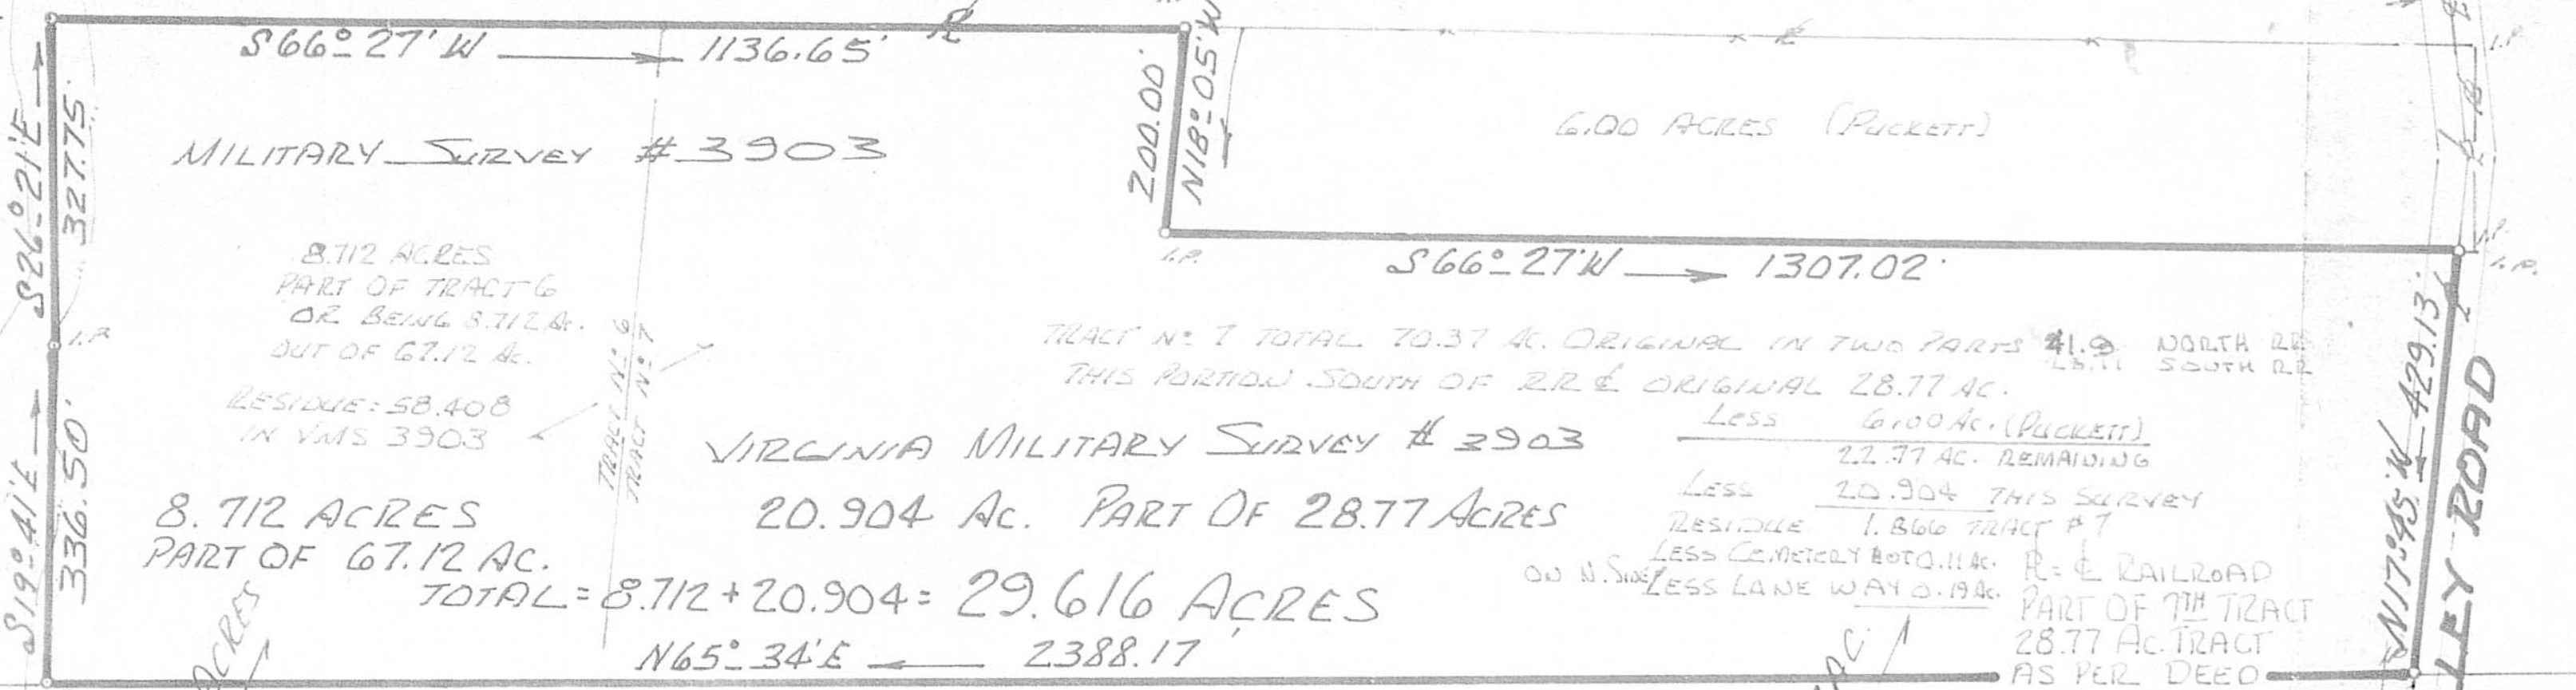 S66°27'W 1136.65'
S26°21'E
327.75'
200.00'
N18°05'W
6.00 ACRES (PUCKETT)
I.P.
MILITARY SURVEY # 3903
I.P.
I.P.
I.P.
I.P.
S66°27'W 1307.02'
8.712 ACRES
PART OF TRACT 6
OR BEING 8.712 Ac.
OUT OF 67.12 Ac.
RESIDUE: 58.408
IN VMS 3903
I.P.
TRACT No 6
TRACT No 7
TRACT No 7 TOTAL 70.37 Ac. ORIGINAL IN TWO PARTS 41.9 NORTH RR
SOUTH RR
THIS PORTION SOUTH OF RR ℄ ORIGINAL 28.77 AC.
LESS 6.00 Ac. (PUCKETT)
22.77 AC. REMAINING
LESS 20.904 THIS SURVEY
RESIDUE 1.866 TRACT #7
LESS CEMETERY LOT 0.11 Ac.
ON N. SIDE LESS LANE WAY 0.19 Ac.
VIRGINIA MILITARY SURVEY # 3903
20.904 Ac. PART OF 28.77 ACRES
8.712 ACRES
PART OF 67.12 AC.
TOTAL = 8.712 + 20.904 = 29.616 ACRES
S19°41'E
336.50'
N17°45'W 429.13'
LEY ROAD
℄ RAILROAD
PART OF 7TH TRACT
28.77 Ac. TRACT
AS PER DEED
N65°34'E 2388.17'
ACRES
AC.